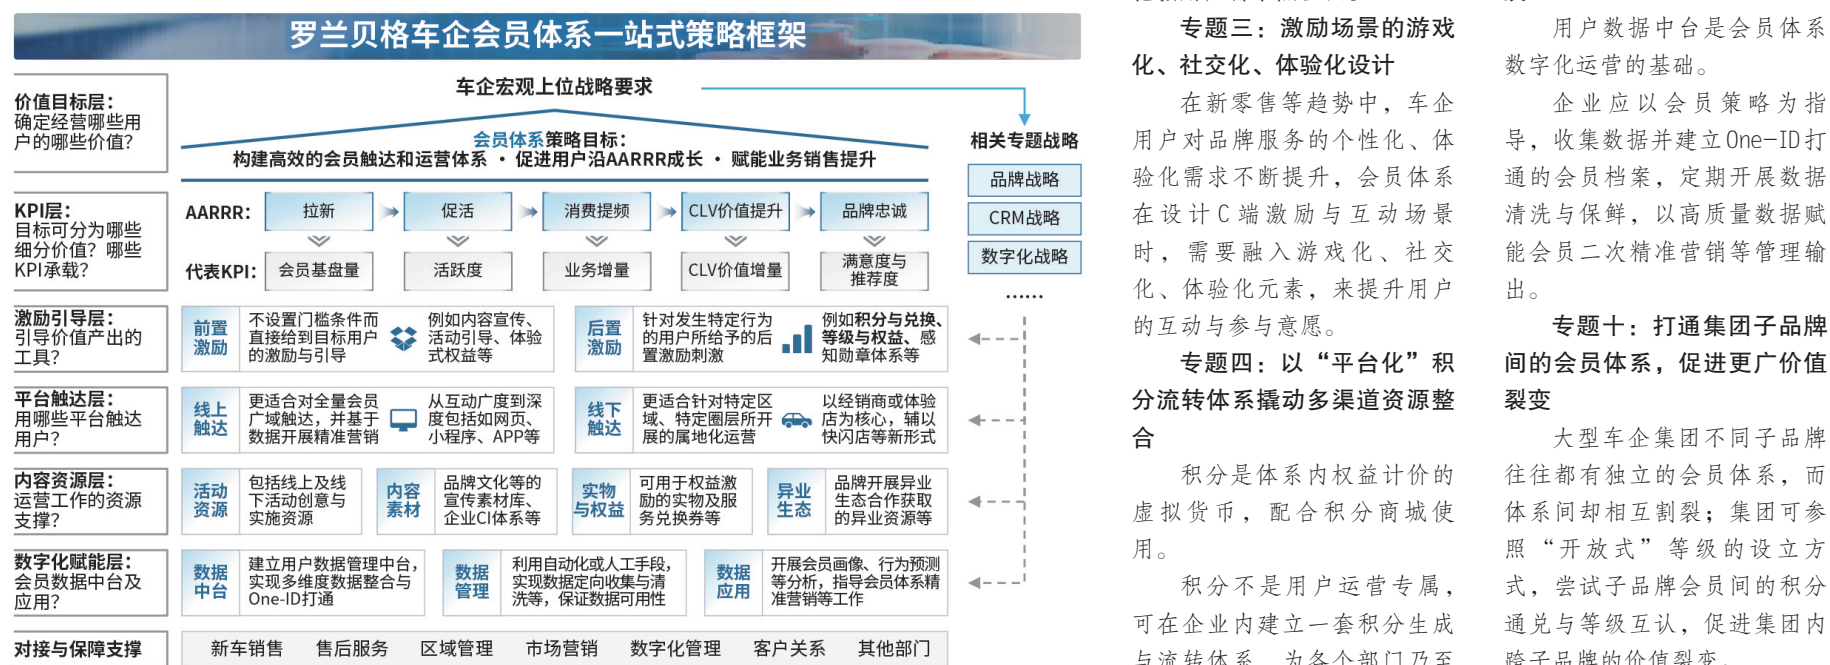 罗兰贝格车企会员体系一站式策略框架
车企宏观上位战略要求
价值目标层：
确定经营哪些用
户的哪些价值？
会员体系策略目标：
构建高效的会员触达和运营体系 • 促进用户沿AARRR成长 • 赋能业务销售提升
相关专题战略
品牌战略
CRM战略
数字化战略
......
KPI层：
目标可分为哪些
细分价值？哪些
KPI承载？
AARRR：
拉新
促活
消费提频
CLV价值提升
品牌忠诚
代表KPI：
会员基盘量
活跃度
业务增量
CLV价值增量
满意度与
推荐度
激励引导层：
引导价值产出的
工具？
前置
激励
不设置门槛条件而
直接给到目标用户
的激励与引导
例如内容宣传、
活动引导、体验
式权益等
后置
激励
针对发生特定行为
的用户所给予的后
置激励刺激
例如积分与兑换、
等级与权益、感
知勋章体系等
平台触达层：
用哪些平台触达
用户？
线上
触达
更适合对全量会员
广域触达，并基于
数据开展精准营销
从互动广度到深
度包括如网页、
小程序、APP等
线下
触达
更适合针对特定区
域、特定圈层所开
展的属地化运营
以经销商或体验
店为核心，辅以
快闪店等新形式
内容资源层：
运营工作的资源
支撑？
活动
资源
包括线上及线
下活动创意与
实施资源
内容
素材
品牌文化等的
宣传素材库、
企业CI体系等
实物
与权益
可用于权益激
励的实物及服
务兑换券等
异业
生态
品牌开展异业
生态合作获取
的异业资源等
数字化赋能层：
会员数据中台及
应用？
数据
中台
建立用户数据管理中台，
实现多维度数据整合与
One-ID打通
数据
管理
利用自动化或人工手段，
实现数据定向收集与清
洗等，保证数据可用性
数据
应用
开展会员画像、行为预测
等分析，指导会员体系精
准营销等工作
对接与保障支撑
新车销售 售后服务 区域管理 市场营销 数字化管理 客户关系 其他部门
专题三：激励场景的游戏
化、社交化、体验化设计
在新零售等趋势中，车企
用户对品牌服务的个性化、体
验化需求不断提升，会员体系
在设计C端激励与互动场景
时，需要融入游戏化、社交
化、体验化元素，来提升用户
的互动与参与意愿。
专题四：以“平台化”积
分流转体系撬动多渠道资源整
合
积分是体系内权益计价的
虚拟货币，配合积分商城使
用。
积分不是用户运营专属，
可在企业内建立一套积分生成
与流转体系，为各个部门乃至
用户数据中台是会员体系
数字化运营的基础。
企业应以会员策略为指
导，收集数据并建立One-ID打
通的会员档案，定期开展数据
清洗与保鲜，以高质量数据赋
能会员二次精准营销等管理输
出。
专题十：打通集团子品牌
间的会员体系，促进更广价值
裂变
大型车企集团不同子品牌
往往都有独立的会员体系，而
体系间却相互割裂；集团可参
照“开放式”等级的设立方
式，尝试子品牌会员间的积分
通兑与等级互认，促进集团内
跨子品牌的价值裂变。